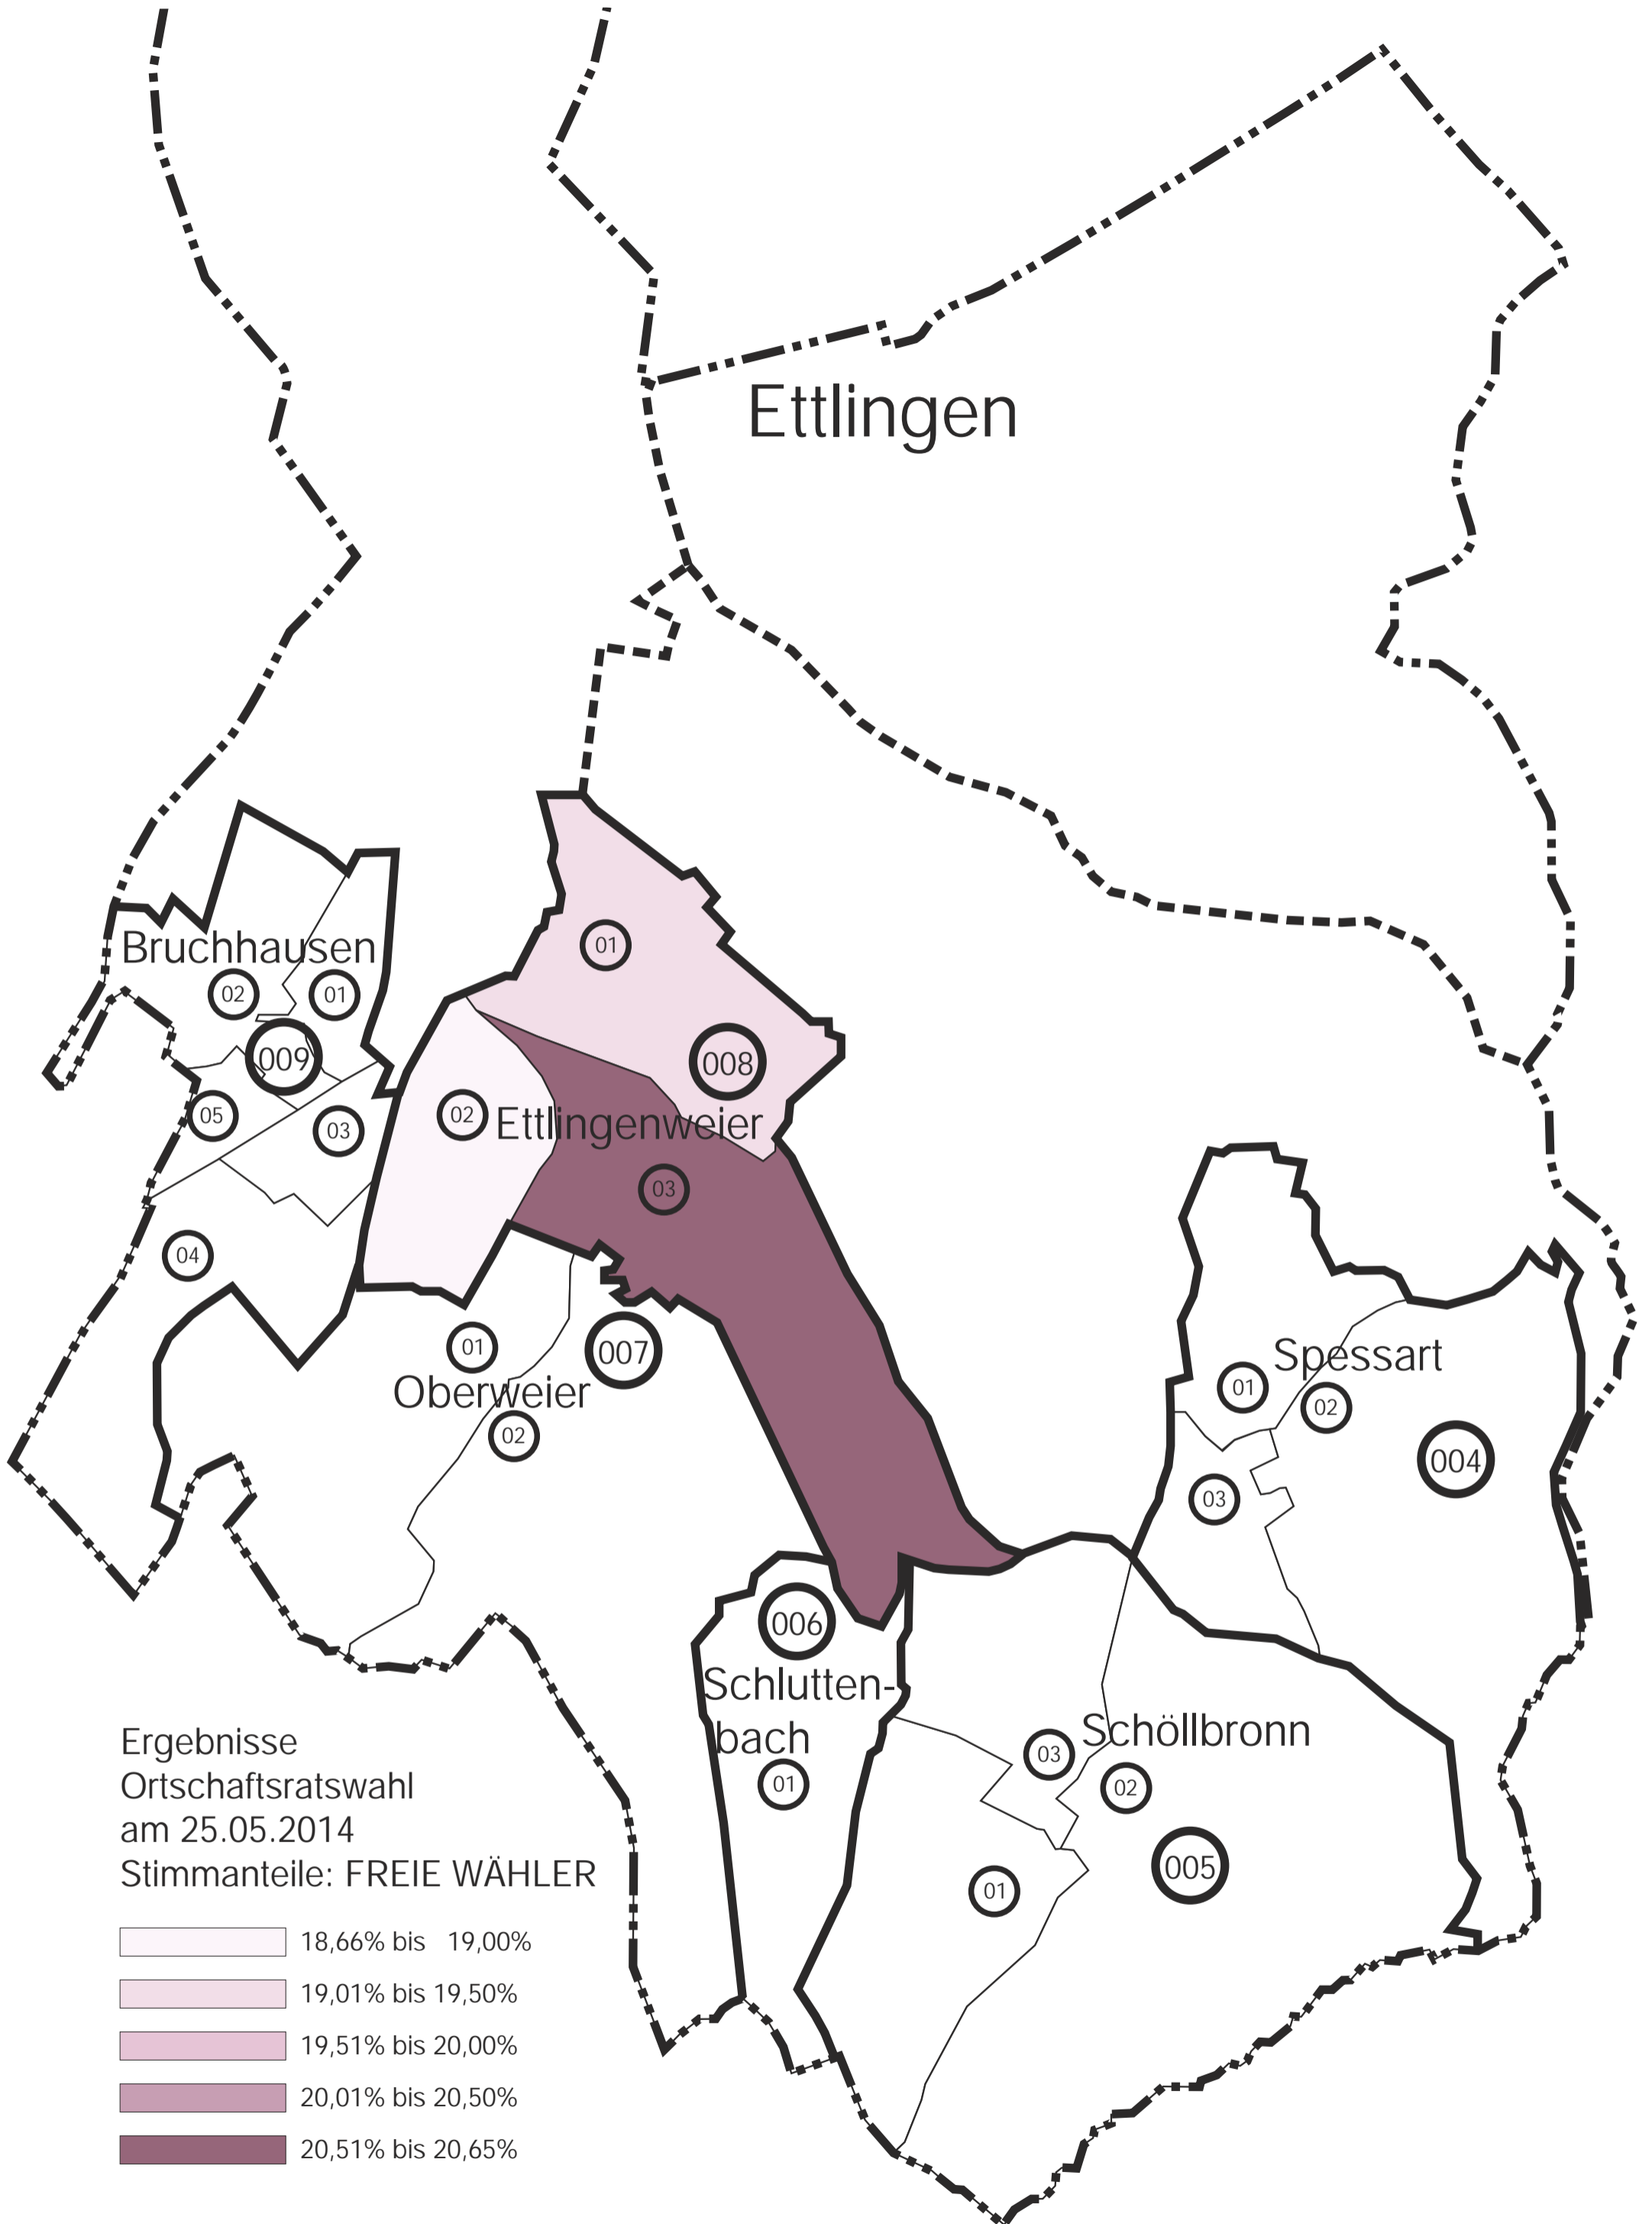 Ettlingen
Bruchhausen
02
01
009
05
03
04
01
008
02
Ettlingenweier
03
01
007
Oberweier
02
Spessart
01
02
004
03
006
Schlutten-
bach
01
Schöllbronn
03
02
005
01
Ergebnisse
Ortschaftsratswahl
am 25.05.2014
Stimmanteile: FREIE WÄHLER
18,66% bis 19,00%
19,01% bis 19,50%
19,51% bis 20,00%
20,01% bis 20,50%
20,51% bis 20,65%